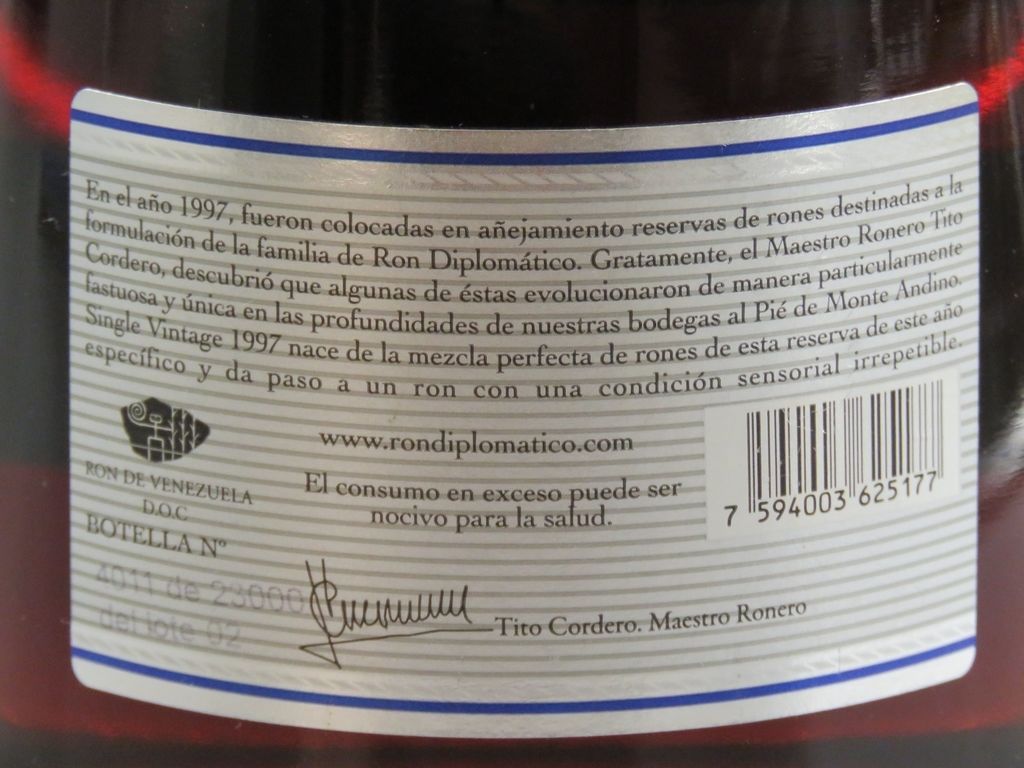 En el año 1997, fueron colocadas en añejamiento reservas de rones destinadas a la
formulación de la familia de Ron Diplomático. Gratamente, el Maestro Ronero Tito
Cordero, descubrió que algunas de éstas evolucionaron de manera particularmente
fastuosa y única en las profundidades de nuestras bodegas al Pié de Monte Andino.
Single Vintage 1997 nace de la mezcla perfecta de rones de esta reserva de este año
específico y da paso a un ron con una condición sensorial irrepetible.
RON DE VENEZUELA
D.O.C
BOTELLA Nº
4011 de 23000
del lote 02
www.rondiplomatico.com
El consumo en exceso puede ser
nocivo para la salud.
7 594003 625177
Tito Cordero. Maestro Ronero